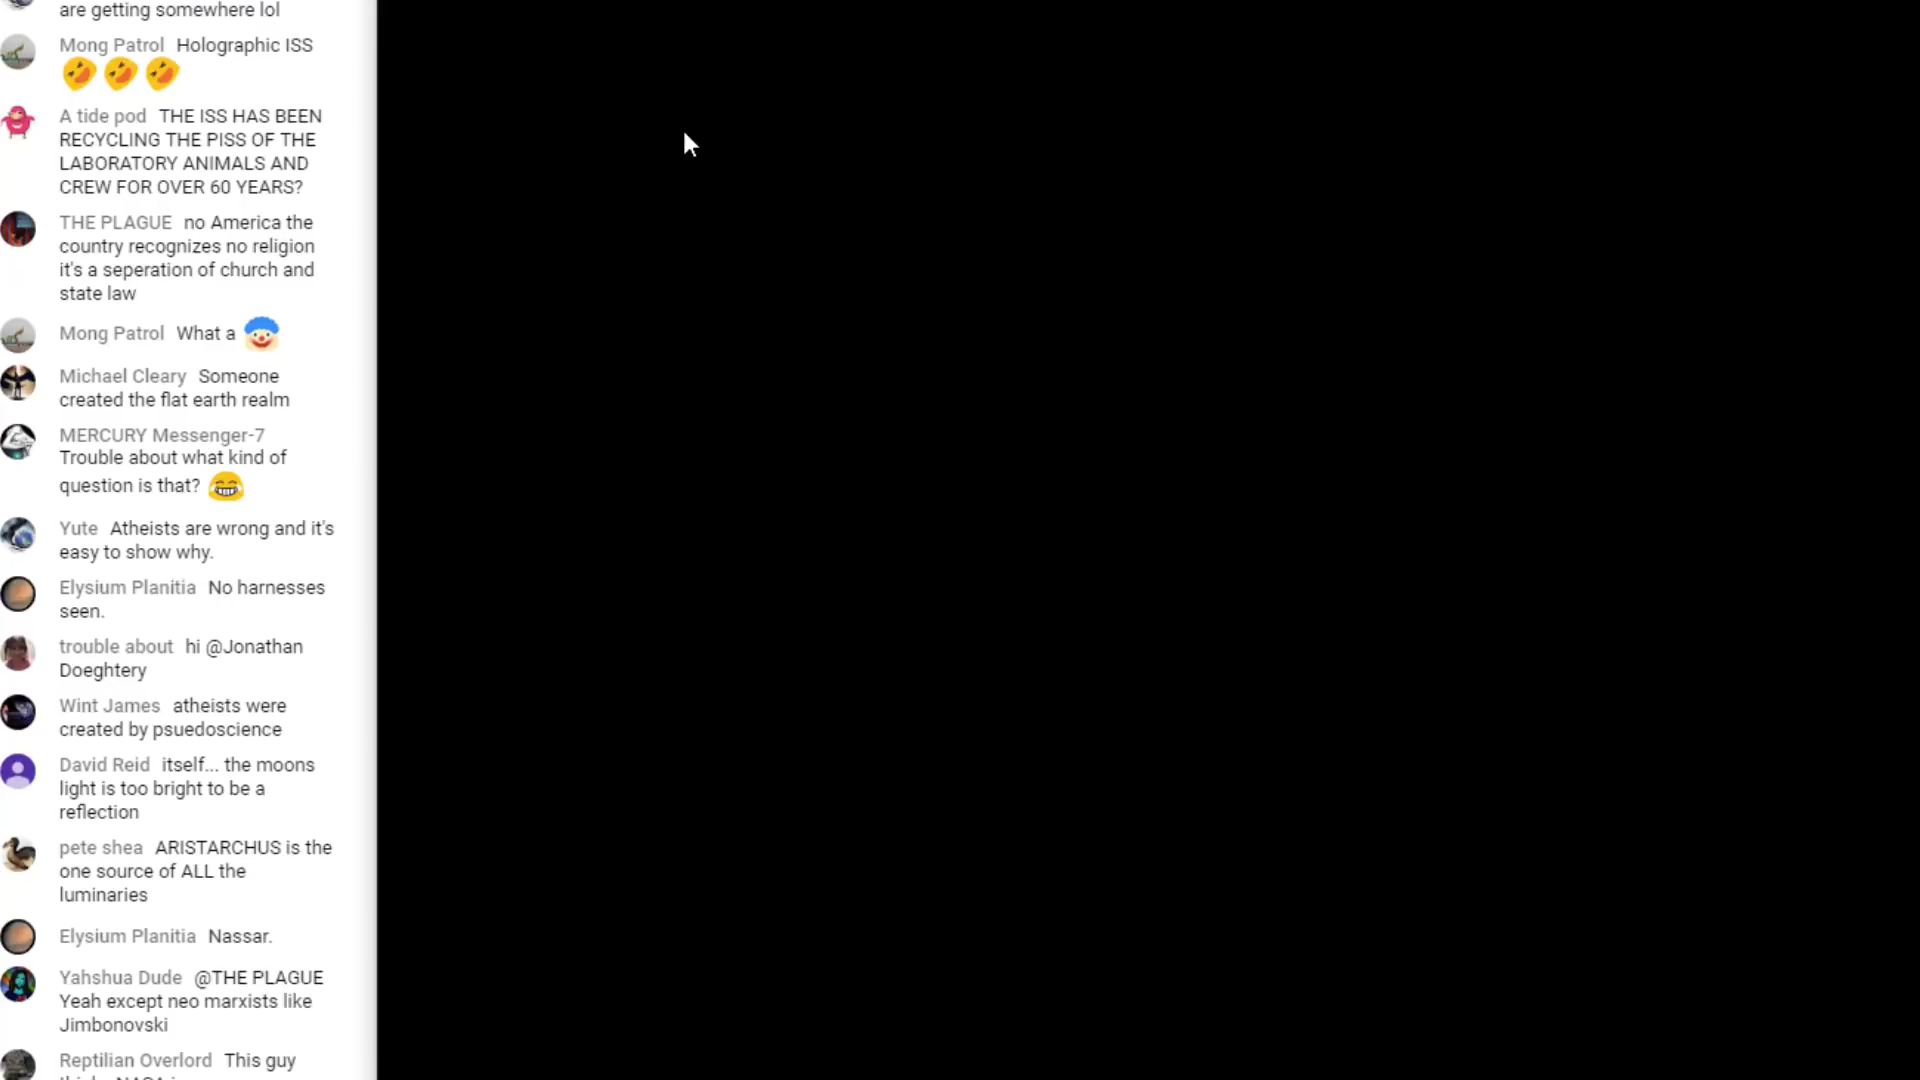 are getting somewhere lol
Mong Patrol Holographic ISS
A tide pod THE ISS HAS BEEN
RECYCLING THE PISS OF THE
LABORATORY ANIMALS AND
CREW FOR OVER 60 YEARS?
THE PLAGUE no America the
country recognizes no religion
it's a seperation of church and
state law
Mong Patrol What a
Michael Cleary Someone
created the flat earth realm
MERCURY Messenger-7
Trouble about what kind of
question is that?
Yute Atheists are wrong and it's
easy to show why.
Elysium Planitia No harnesses
seen.
trouble about hi @Jonathan
Doeghtery
Wint James atheists were
created by psuedoscience
David Reid itself... the moons
light is too bright to be a
reflection
pete shea ARISTARCHUS is the
one source of ALL the
luminaries
Elysium Planitia Nassar.
Yahshua Dude @THE PLAGUE
Yeah except neo marxists like
Jimbonovski
Reptilian Overlord This guy